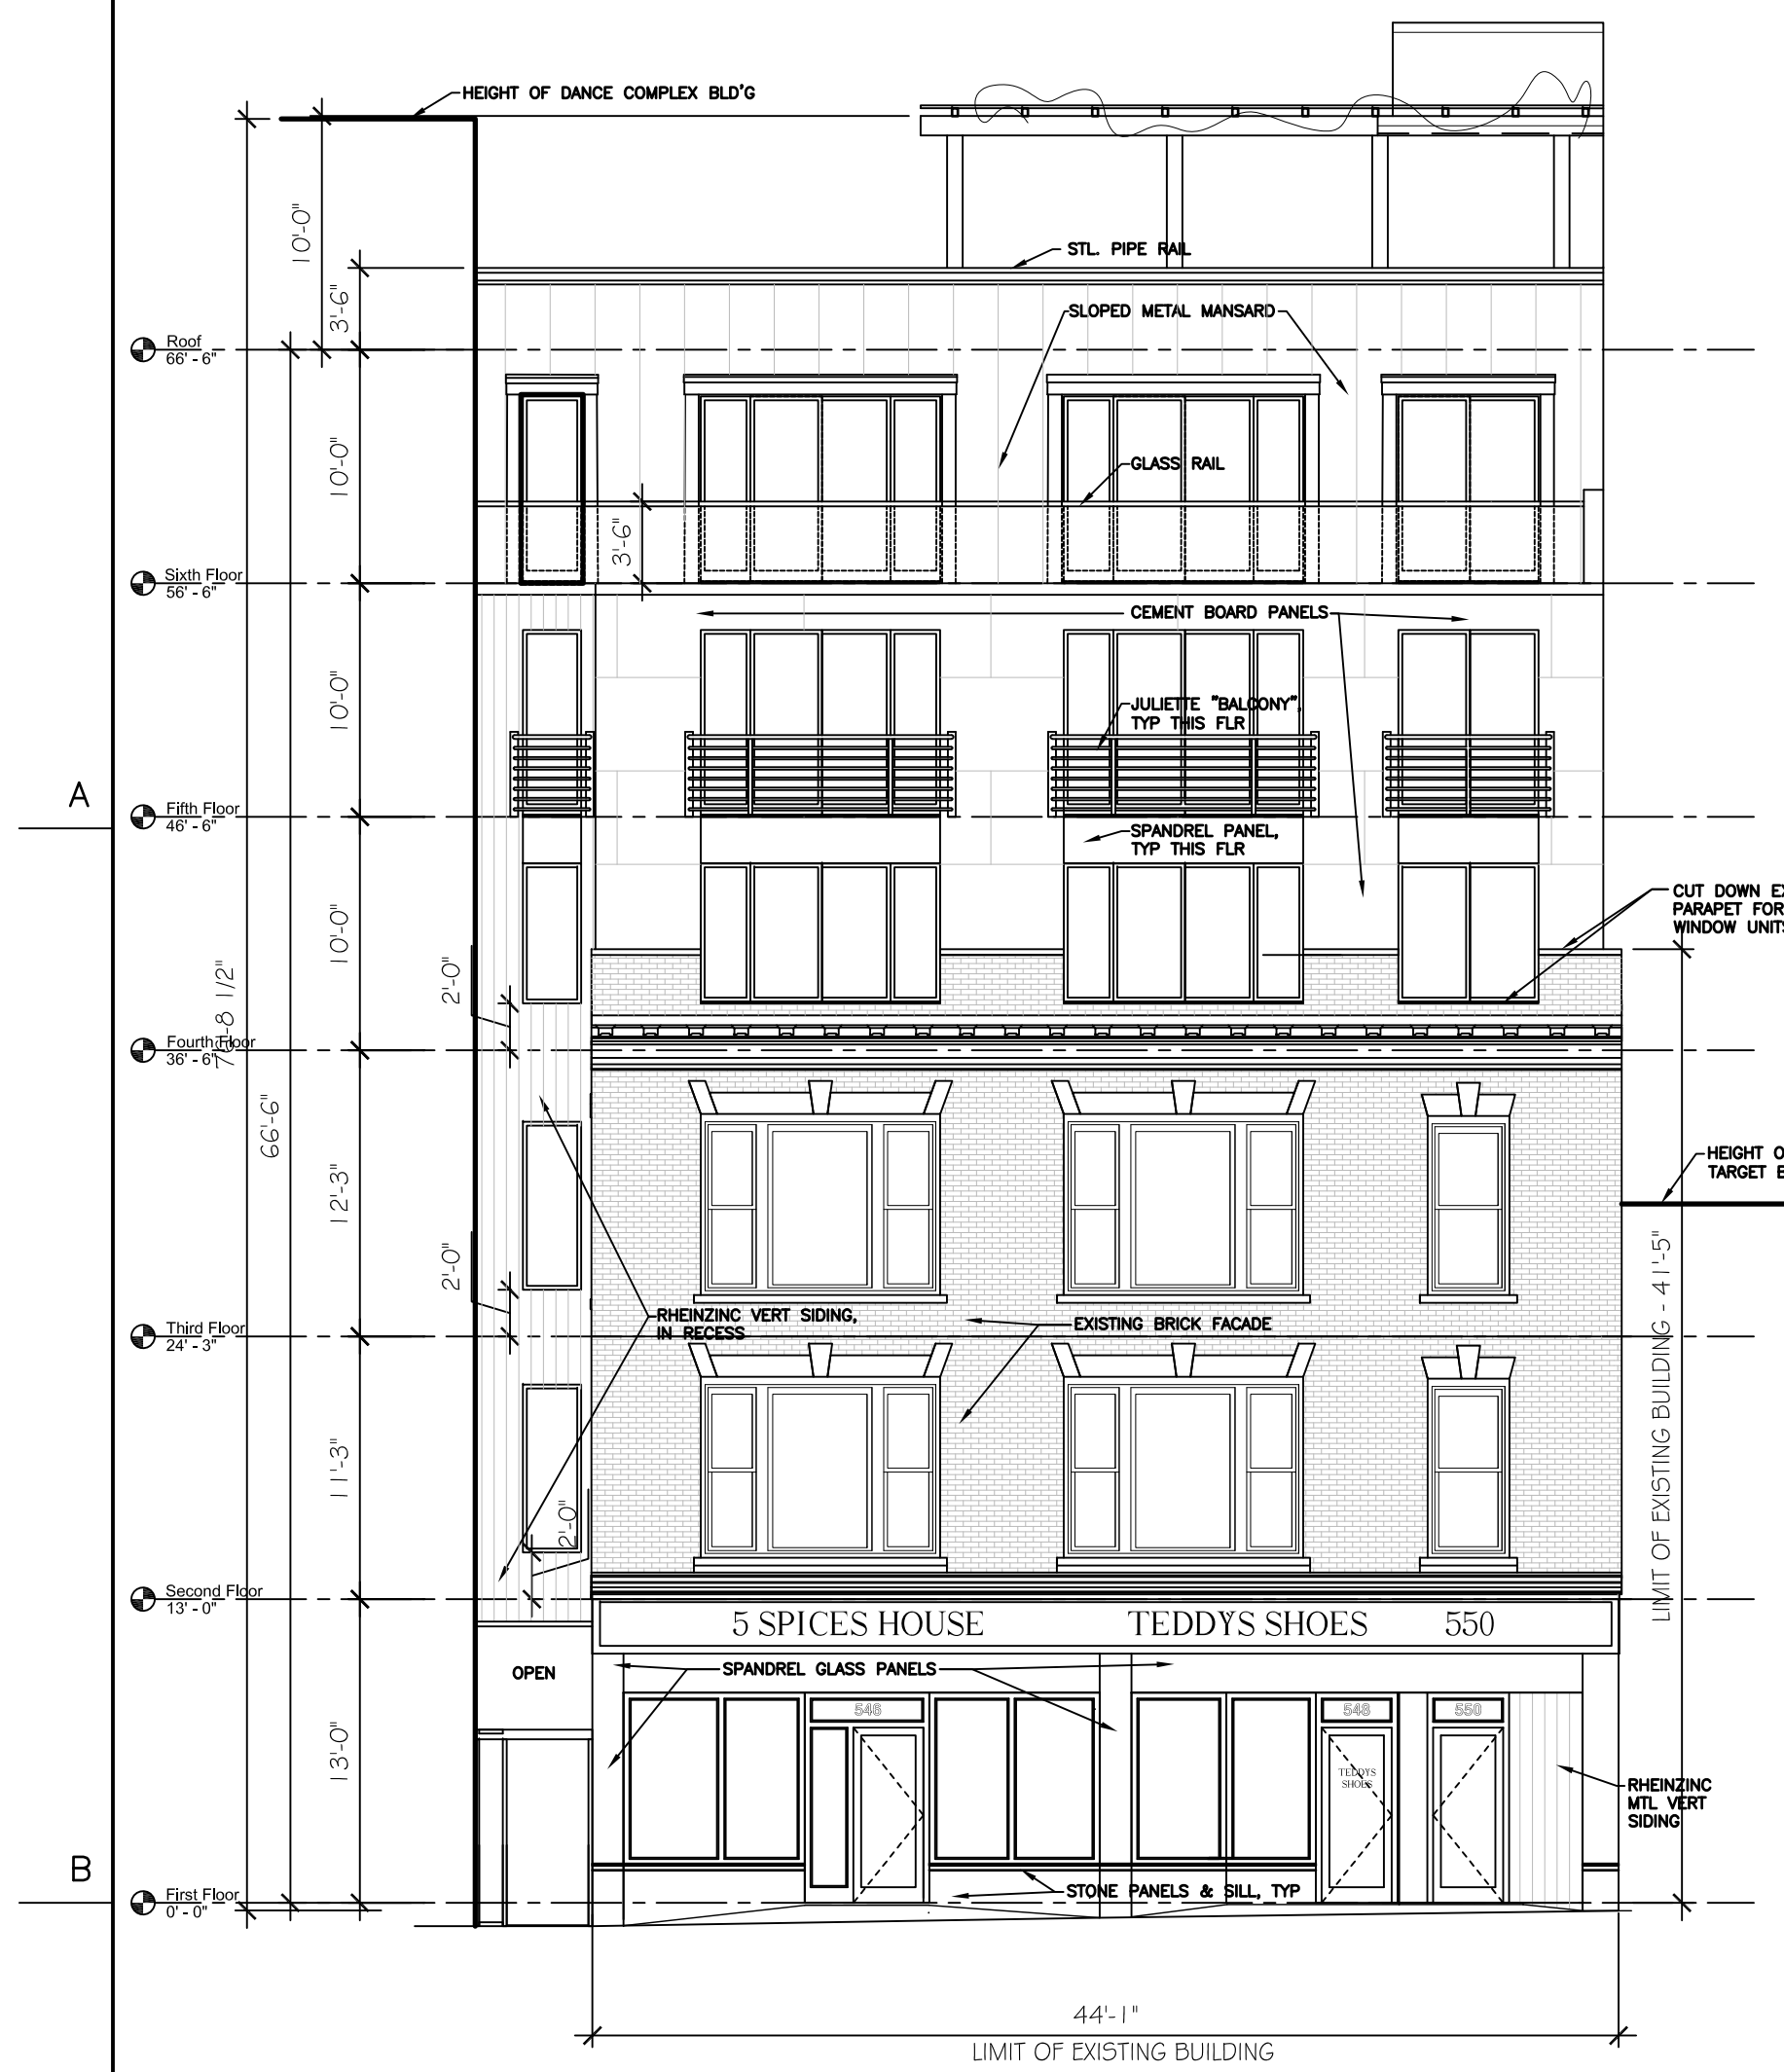 HEIGHT OF DANCE COMPLEX BLD'G
10'-0"
STL. PIPE RAIL
3'-6"
SLOPED METAL MANSARD
Roof
66' - 6"
10'-0"
GLASS RAIL
3'-6"
Sixth Floor
56' - 6"
CEMENT BOARD PANELS
10'-0"
JULIETTE "BALCONY",
TYP THIS FLR
A
Fifth Floor
46' - 6"
SPANDREL PANEL,
TYP THIS FLR
CUT DOWN
PARAPET FOR
WINDOW
10'-0"
2'-0"
8 1/2"
Fourth Floor
36' - 6"
66'-6"
HEIGHT
TARGET
12'-3"
2'-0"
RHEINZINC VERT SIDING,
IN RECESS
EXISTING BRICK FACADE
Third Floor
24' - 3"
LIMIT OF EXISTING BUILDING - 41'-5"
11'-3"
2'-0"
Second Floor
13' - 0"
5 SPICES HOUSE TEDDYS SHOES 550
OPEN
SPANDREL GLASS PANELS
546 548 550
13'-0"
TEDDYS
SHOES
RHEINZINC
MTL VERT
SIDING
B
First Floor
0' - 0"
STONE PANELS & SILL, TYP
44'-1"
LIMIT OF EXISTING BUILDING